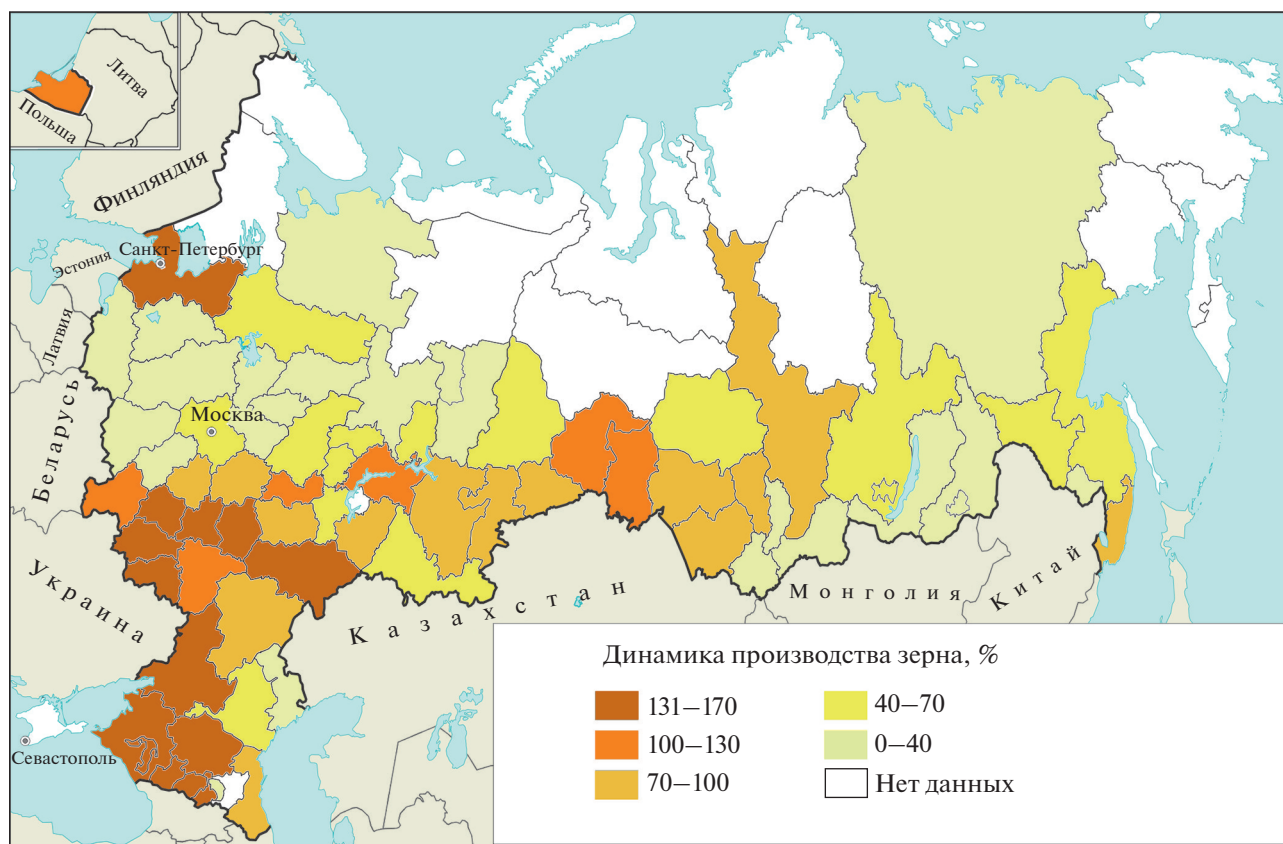 Литва
Польша
Финляндия
Санкт-Петербург
Эстония
Латвия
Беларусь
Москва
Украина
Казахстан
Монголия
Китай
Севастополь
Динамика производства зерна, %
131–170
100–130
70–100
40–70
0–40
Нет данных